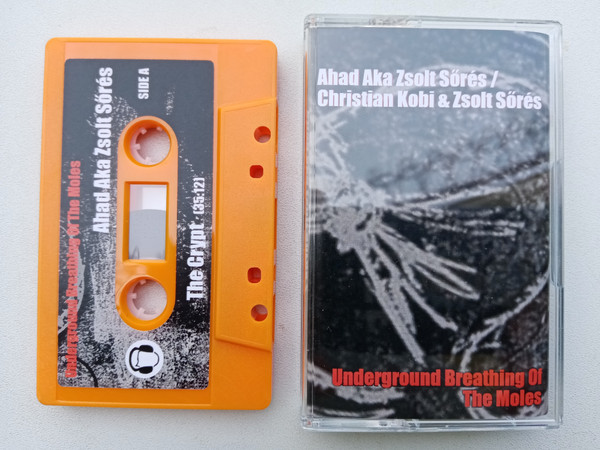 Underground Breathing Of The Moles
Ahad Aka Zsolt Sőrés
SIDE A
The Crypt (35:12)
Ahad Aka Zsolt Sőrés /
Christian Kobi & Zsolt Sőrés
Underground Breathing Of
The Moles